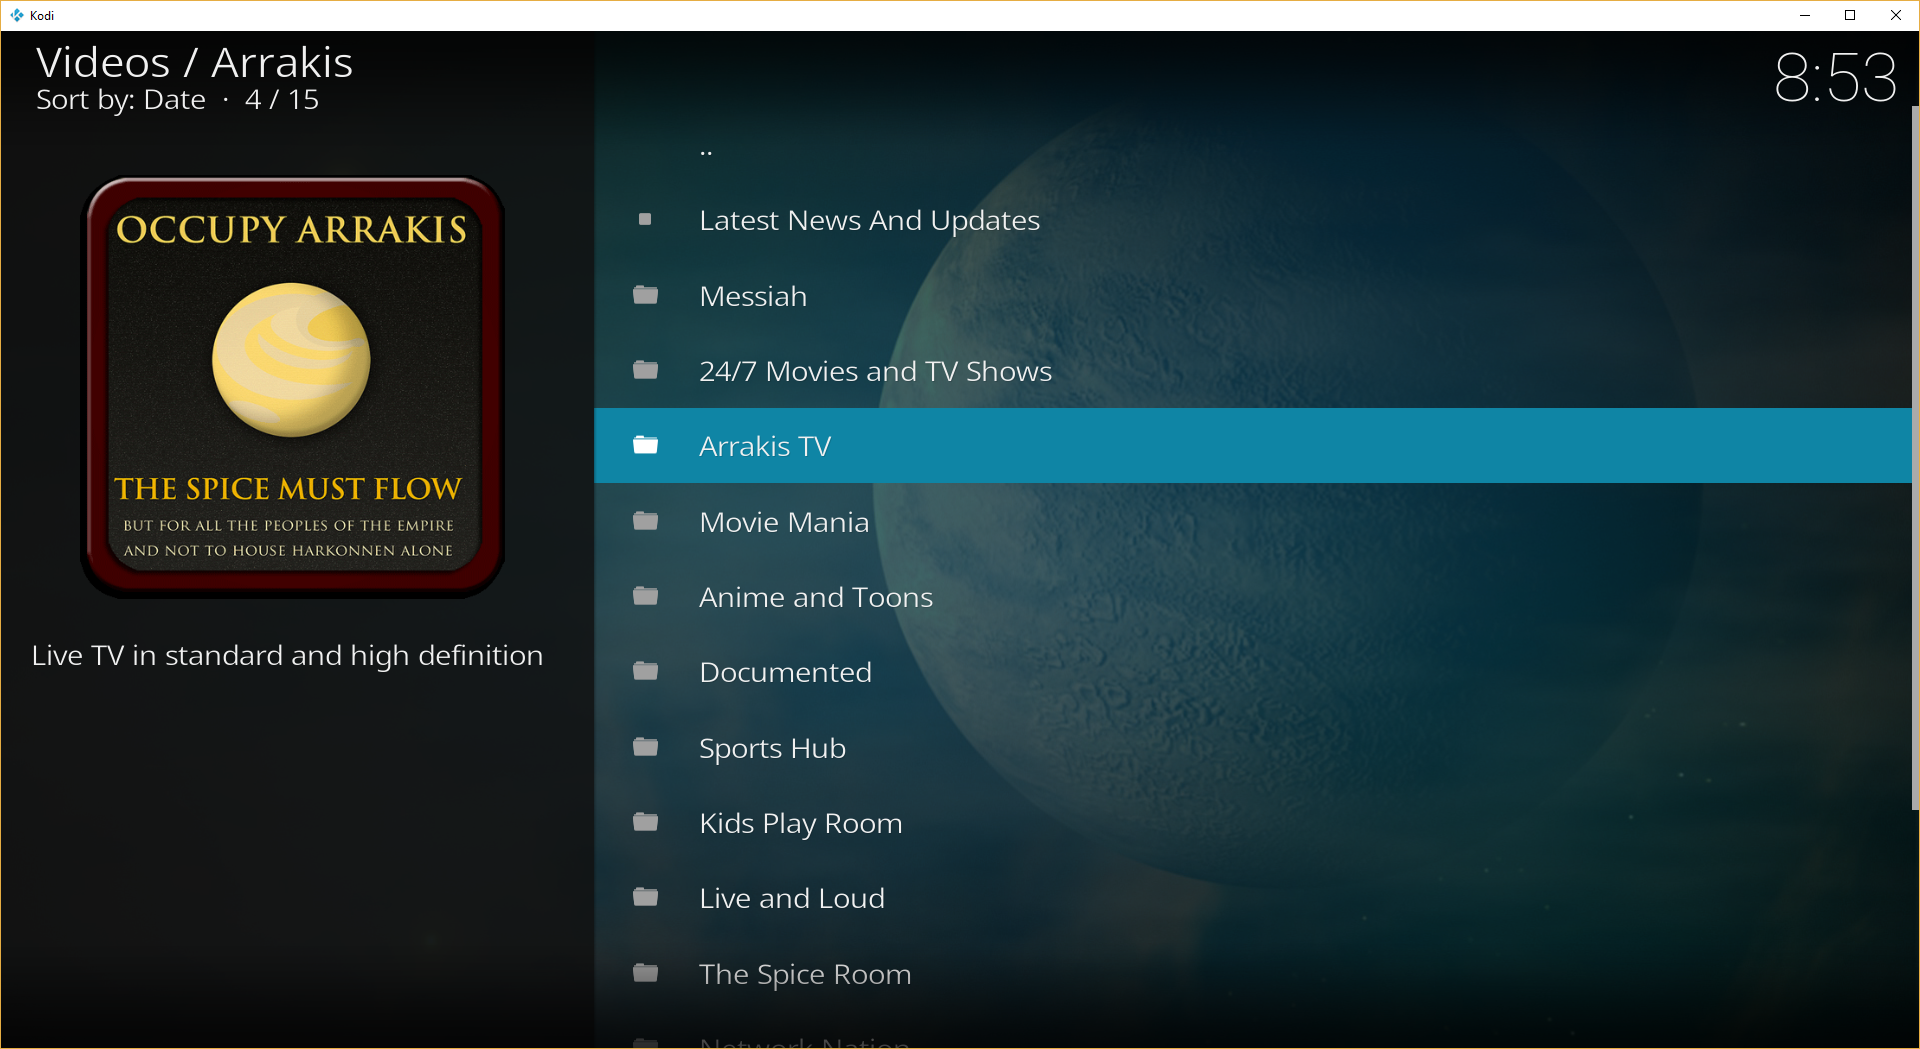 Kodi
Videos / Arrakis
Sort by: Date · 4 / 15
8:53
OCCUPY ARRAKIS
THE SPICE MUST FLOW
BUT FOR ALL THE PEOPLES OF THE EMPIRE
AND NOT TO HOUSE HARKONNEN ALONE
Live TV in standard and high definition
..
Latest News And Updates
Messiah
24/7 Movies and TV Shows
Arrakis TV
Movie Mania
Anime and Toons
Documented
Sports Hub
Kids Play Room
Live and Loud
The Spice Room
Network Nation